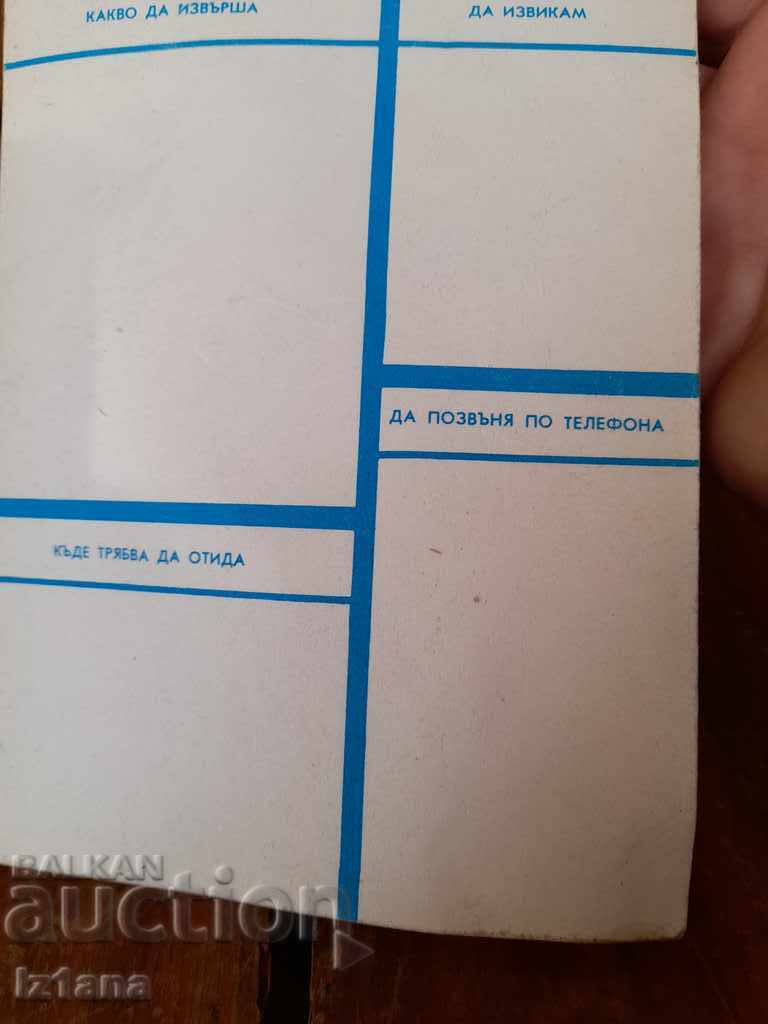 КАКВО ДА ИЗВЪРША
ДА ИЗВИКАМ
ДА ПОЗВЪНЯ ПО ТЕЛЕФОНА
КЪДЕ ТРЯБВА ДА ОТИДА
BALKAN
auction
iz1ana